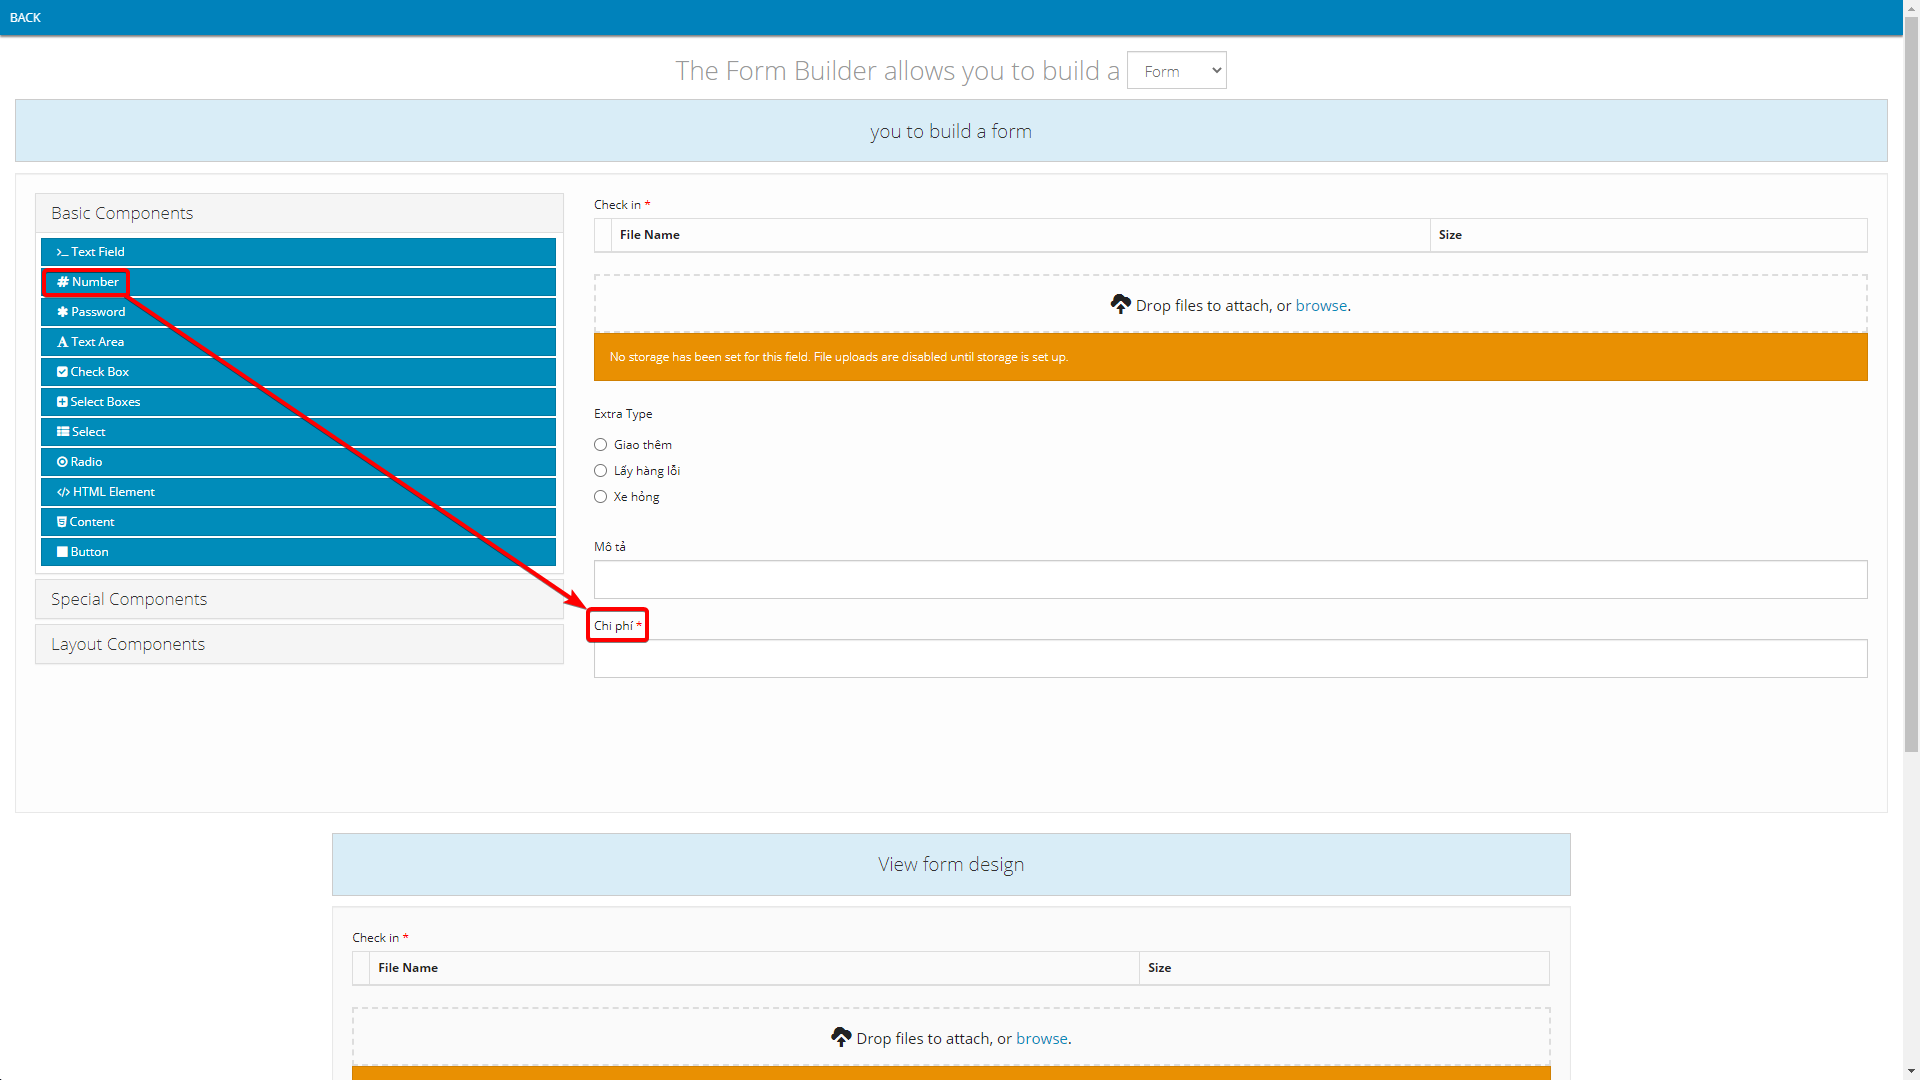 BACK
The Form Builder allows you to build a Form
you to build a form
Basic Components
Text Field
Number
Password
Text Area
Check Box
Select Boxes
Select
Radio
HTML Element
Content
Button
Special Components
Layout Components
Check in *
File Name Size
Drop files to attach, or browse.
No storage has been set for this field. File uploads are disabled until storage is set up.
Extra Type
Giao thêm
Lấy hàng lỗi
Xe hỏng
Mô tả
Chi phí *
View form design
Check in *
File Name Size
Drop files to attach, or browse.